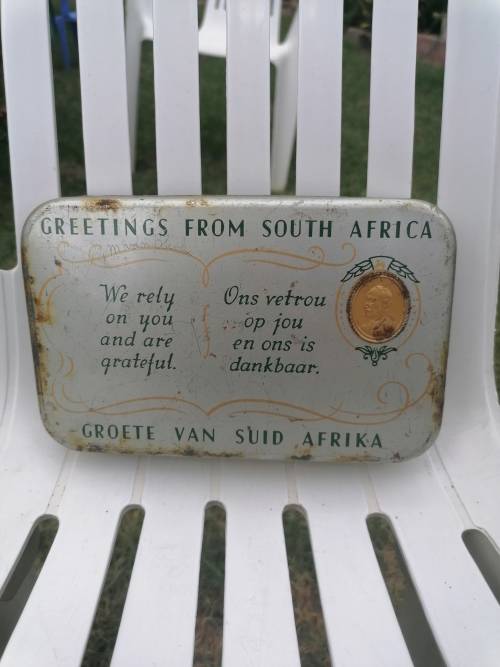 GREETINGS FROM SOUTH AFRICA
We rely
on you
and are
grateful.
Ons vetrou
op jou
en ons is
dankbaar.
GROETE VAN SUID AFRIKA